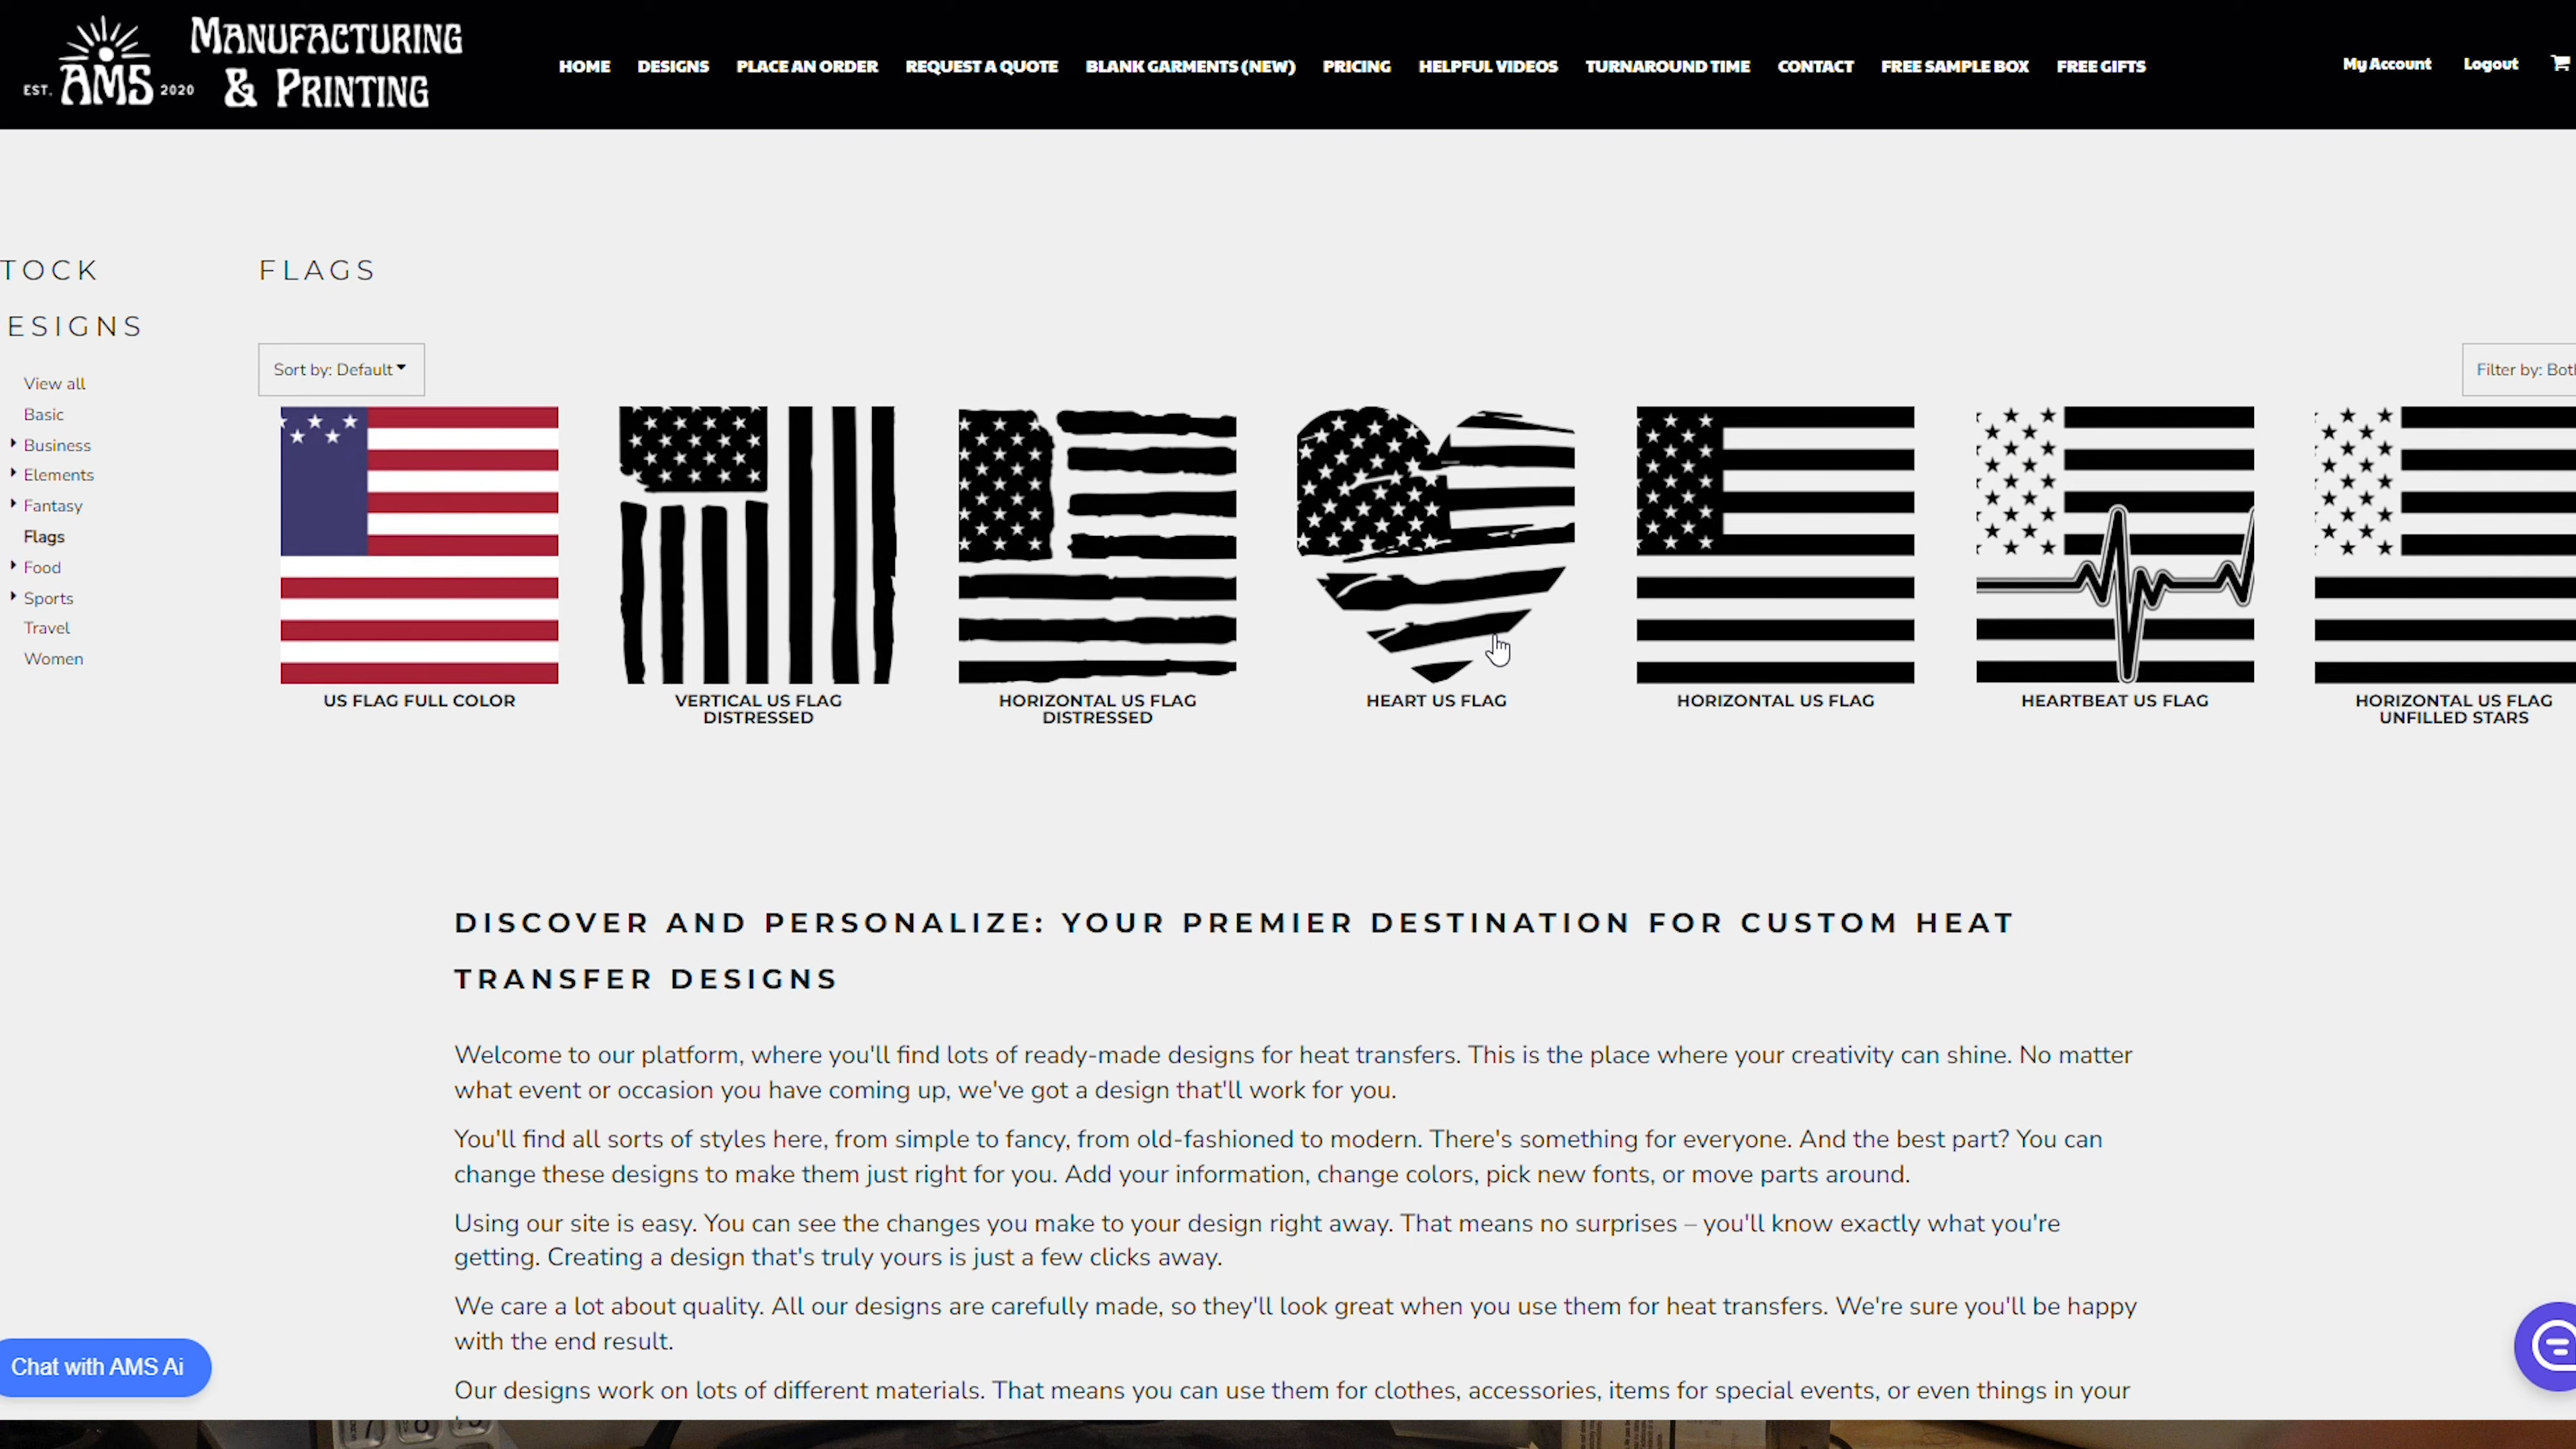 MANUFACTURING
& PRINTING
EST. AMS 2020
HOME DESIGNS PLACE AN ORDER REQUEST A QUOTE BLANK GARMENTS (NEW) PRICING HELPFUL VIDEOS TURNAROUND TIME CONTACT FREE SAMPLE BOX FREE GIFTS
My Account Logout
TOCK
ESIGNS
View all
Basic
Business
Elements
Fantasy
Flags
Food
Sports
Travel
Women
FLAGS
Sort by: Default
Filter by: Bot
US FLAG FULL COLOR
VERTICAL US FLAG
DISTRESSED
HORIZONTAL US FLAG
DISTRESSED
HEART US FLAG
HORIZONTAL US FLAG
HEARTBEAT US FLAG
HORIZONTAL US FLAG
UNFILLED STARS
DISCOVER AND PERSONALIZE: YOUR PREMIER DESTINATION FOR CUSTOM HEAT
TRANSFER DESIGNS
Welcome to our platform, where you'll find lots of ready-made designs for heat transfers. This is the place where your creativity can shine. No matter
what event or occasion you have coming up, we've got a design that'll work for you.
You'll find all sorts of styles here, from simple to fancy, from old-fashioned to modern. There's something for everyone. And the best part? You can
change these designs to make them just right for you. Add your information, change colors, pick new fonts, or move parts around.
Using our site is easy. You can see the changes you make to your design right away. That means no surprises – you'll know exactly what you're
getting. Creating a design that's truly yours is just a few clicks away.
We care a lot about quality. All our designs are carefully made, so they'll look great when you use them for heat transfers. We're sure you'll be happy
with the end result.
Our designs work on lots of different materials. That means you can use them for clothes, accessories, items for special events, or even things in your
Chat with AMS Ai